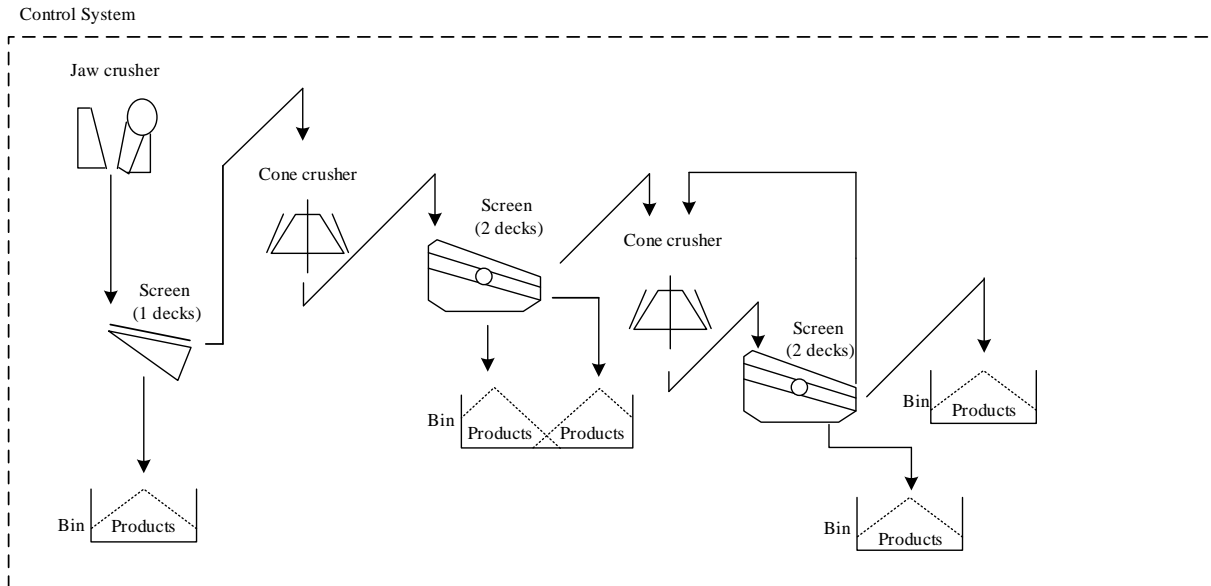 Control System
Jaw crusher
Cone crusher
Screen
(2 decks)
Cone crusher
Screen
(1 decks)
Screen
(2 decks)
Bin
Products
Bin
Products
Products
Bin
Products
Bin
Products